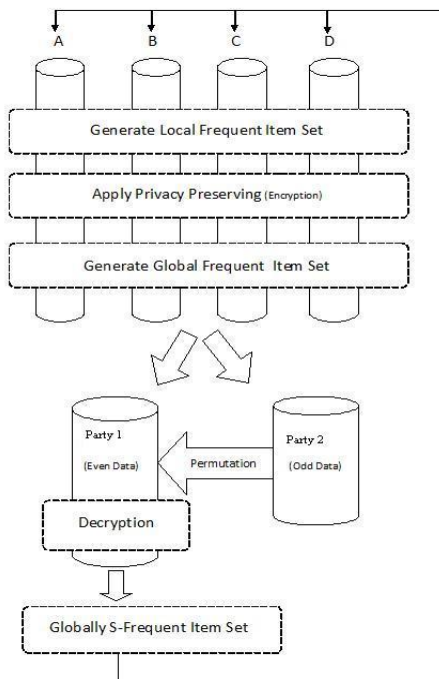 A B C D
Generate Local Frequent Item Set
Apply Privacy Preserving (Encryption)
Generate Global Frequent Item Set
Party 1
Party 2
(Even Data)
Permutation
(Odd Data)
Decryption
Globally S-Frequent Item Set